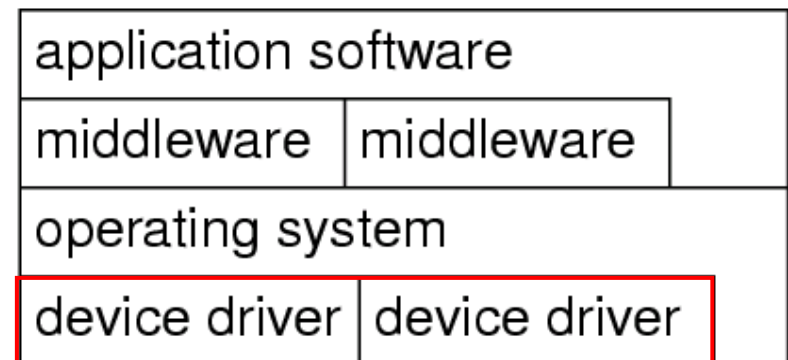 application software
middleware middleware
operating system
device driver device driver